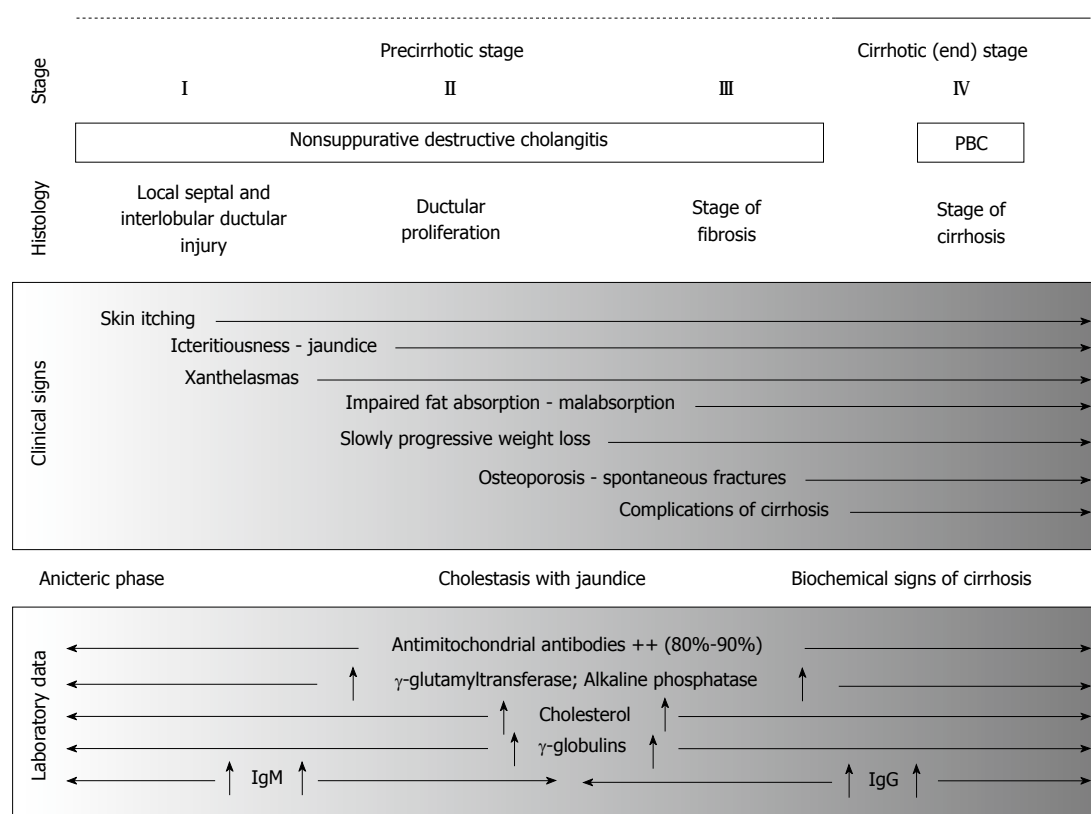 Stage
Precirrhotic stage
Cirrhotic (end) stage
I
II
III
IV
Nonsuppurative destructive cholangitis
PBC
Histology
Local septal and
interlobular ductular
injury
Ductular
proliferation
Stage of
fibrosis
Stage of
cirrhosis
Clinical signs
Skin itching
Icteritiousness - jaundice
Xanthelasmas
Impaired fat absorption - malabsorption
Slowly progressive weight loss
Osteoporosis - spontaneous fractures
Complications of cirrhosis
Anicteric phase
Cholestasis with jaundice
Biochemical signs of cirrhosis
Laboratory data
Antimitochondrial antibodies ++ (80%-90%)
γ-glutamyltransferase; Alkaline phosphatase
Cholesterol
γ-globulins
IgM
IgG